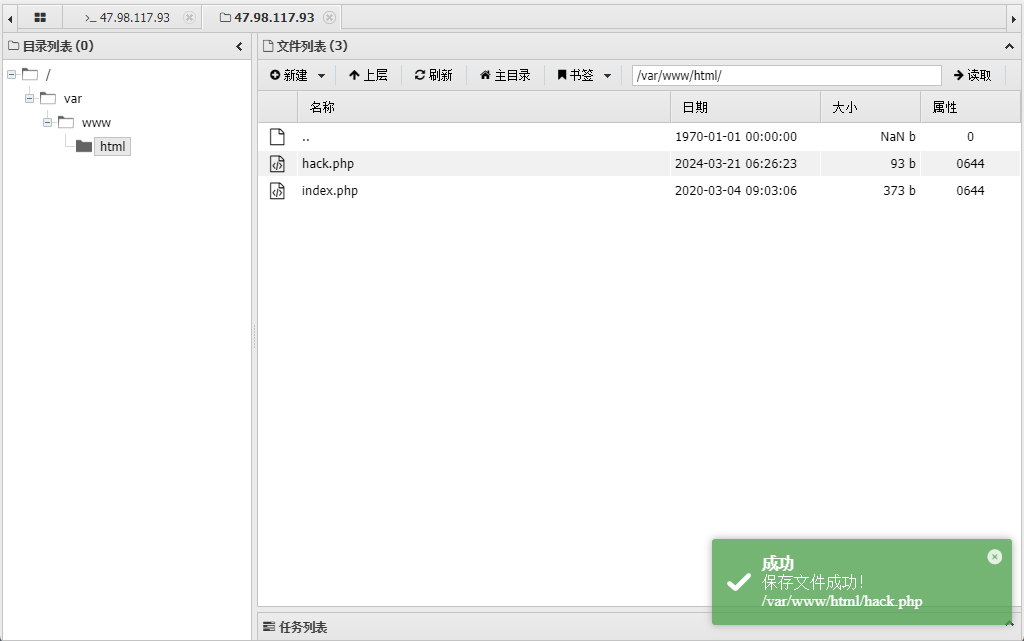 >_ 47.98.117.93
47.98.117.93
目录列表 (0)
/
var
www
html
文件列表 (3)
新建 上层 刷新 主目录 书签 /var/www/html/ 读取
名称 日期 大小 属性
.. 1970-01-01 00:00:00 NaN b 0
hack.php 2024-03-21 06:26:23 93 b 0644
index.php 2020-03-04 09:03:06 373 b 0644
成功
保存文件成功!
/var/www/html/hack.php
任务列表